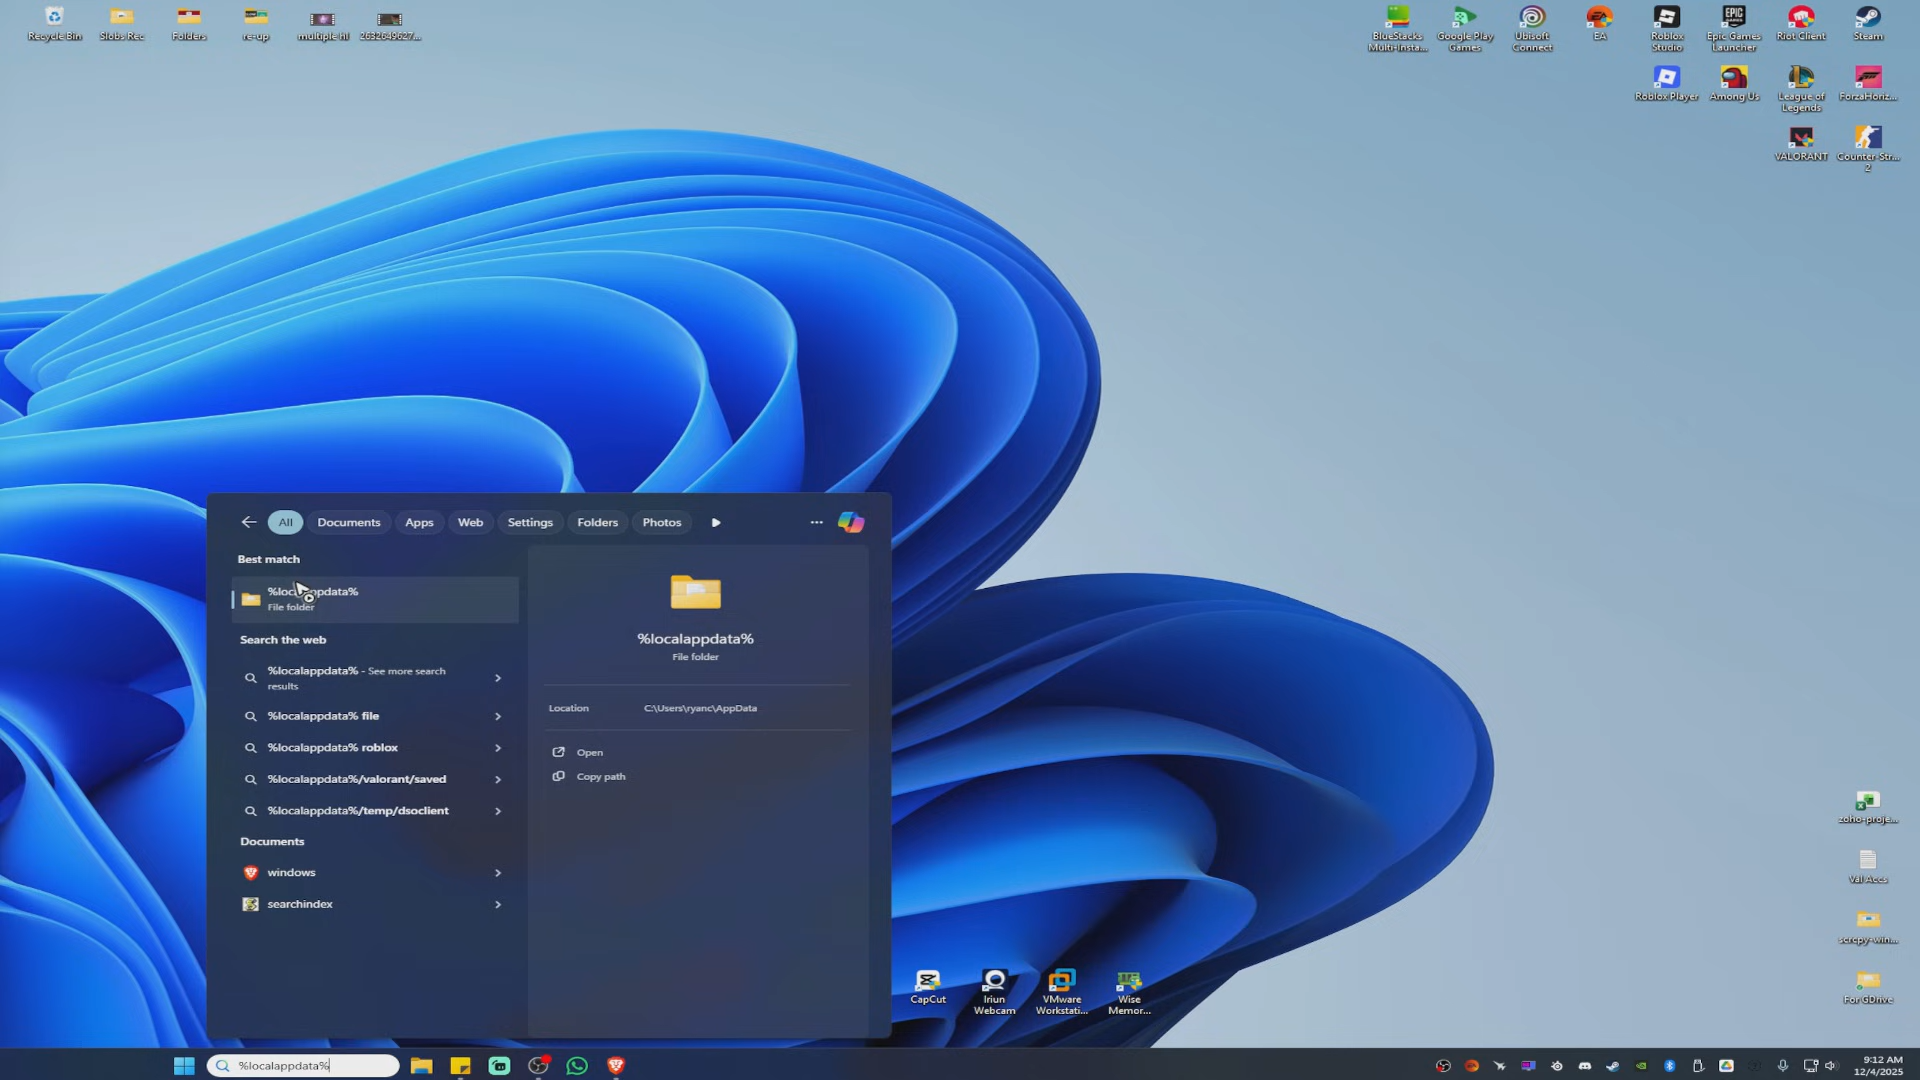 Recycle Bin
Slobs Rec
Folders
re-up
multiple hl
2632649627...
BlueStacks
Multi-Insta...
Google Play
Games
Ubisoft
Connect
EA
Roblox
Studio
Epic Games
Launcher
Riot Client
Steam
Roblox Player
Among Us
League of
Legends
ForzaHoriz...
VALORANT
Counter-Str...
2
All
Documents
Apps
Web
Settings
Folders
Photos
Best match
%localappdata%
File folder
Search the web
%localappdata% - See more search
results
%localappdata% file
%localappdata% roblox
%localappdata%/valorant/saved
%localappdata%/temp/dsoclient
Documents
windows
searchindex
%localappdata%
File folder
Location
C:\Users\ryanc\AppData
Open
Copy path
zoho-proje...
Val Accs
scrcpy-win...
For GDrive
CapCut
Iriun
Webcam
VMware
Workstati...
Wise
Memor...
%localappdata%
9:12 AM
12/4/2025